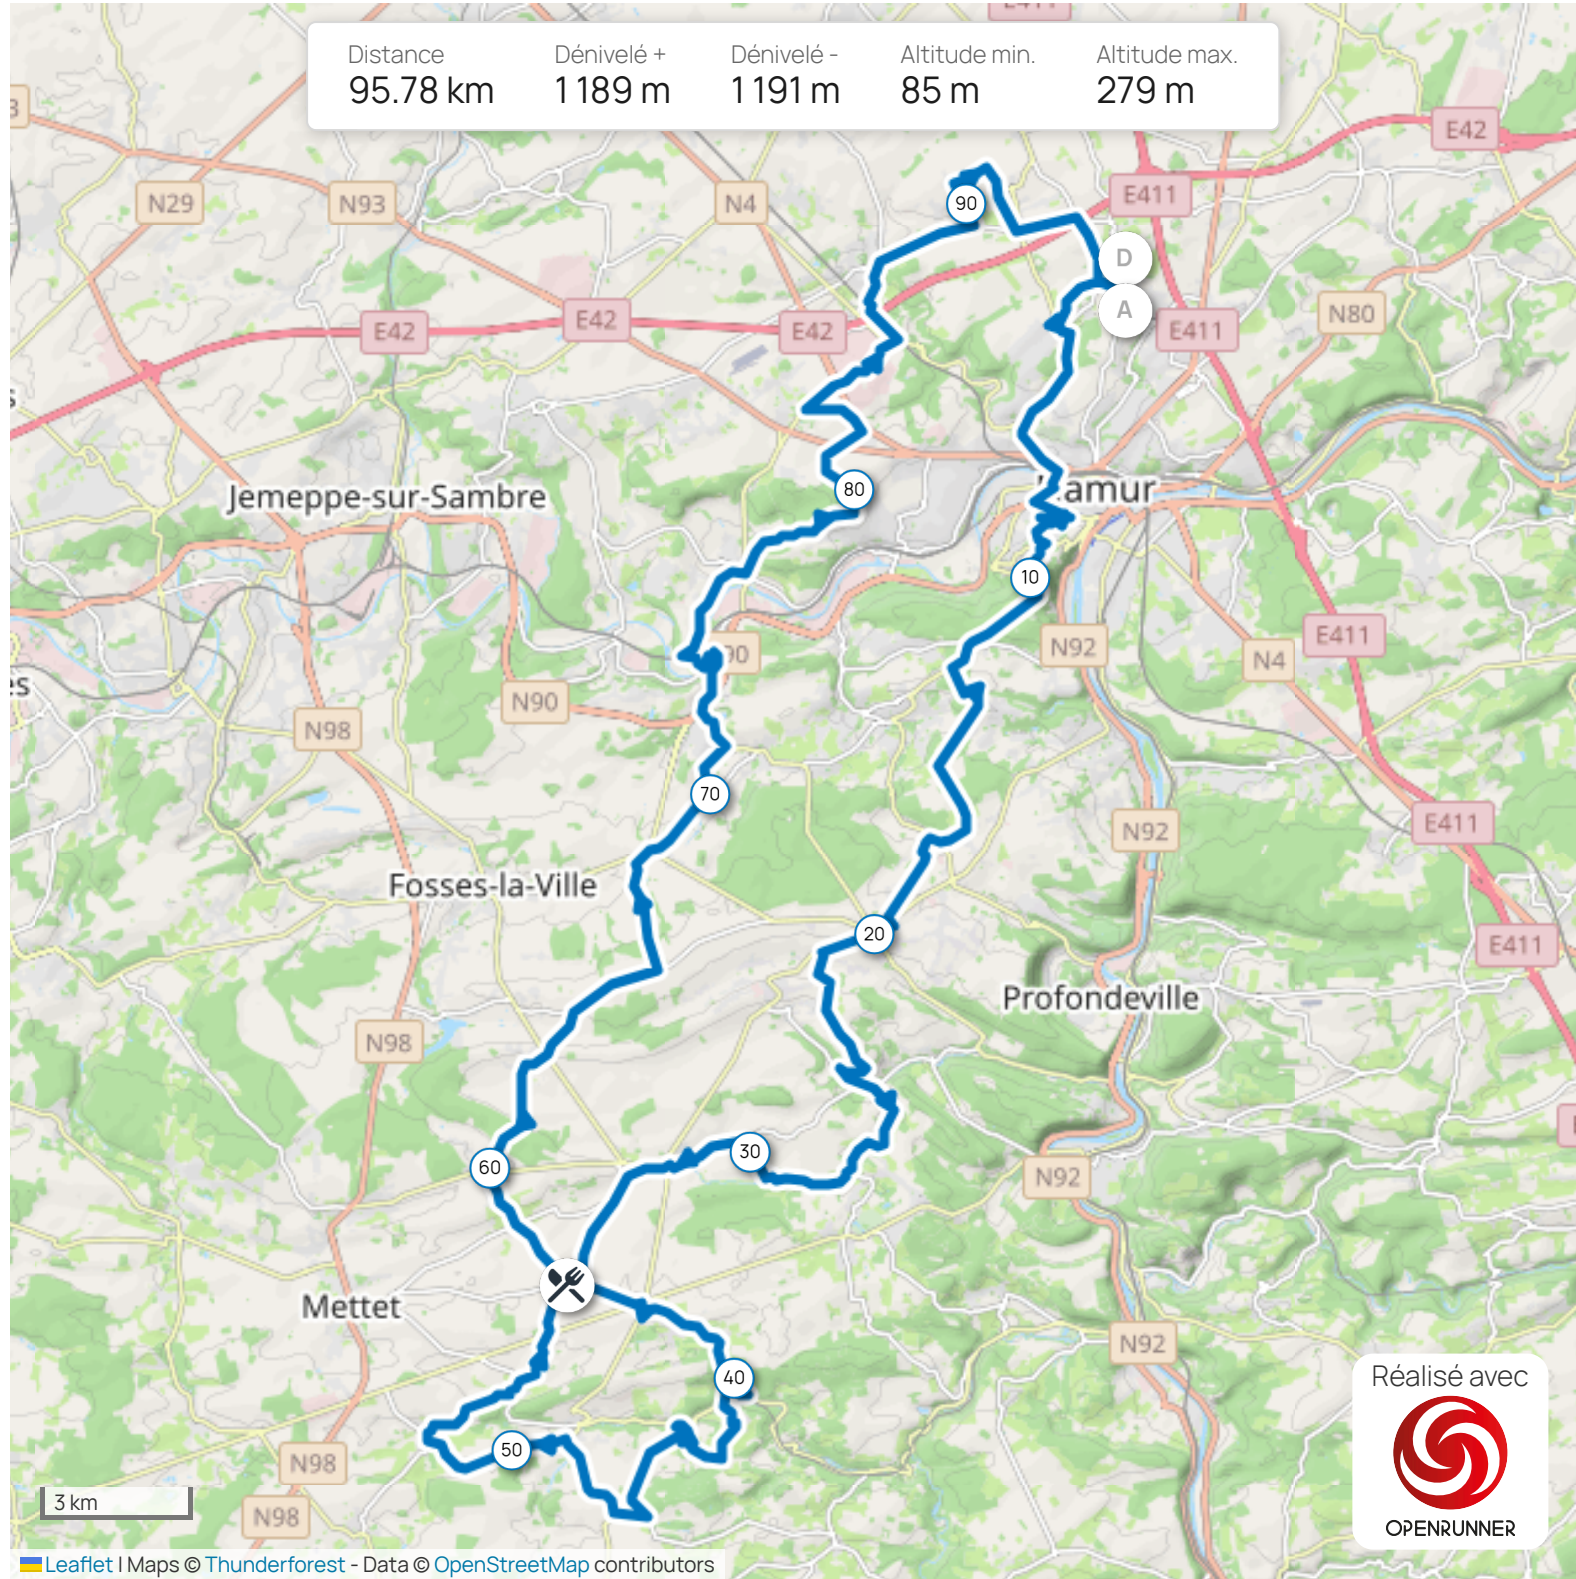 Distance
95.78 km
Dénivelé +
1 189 m
Dénivelé -
1 191 m
Altitude min.
85 m
Altitude max.
279 m
E42
E411
N29
N93
N4
90
D
A
E42
E42
E42
E411
N80
Jemeppe-sur-Sambre
80
amur
10
E411
N92
N4
90
N90
N98
70
N92
E411
Fosses-la-Ville
20
E411
Profondeville
N98
30
60
N92
Mettet
N92
40
50
N98
N98
3 km
Réalisé avec
OPENRUNNER
Leaflet | Maps © Thunderforest - Data © OpenStreetMap contributors